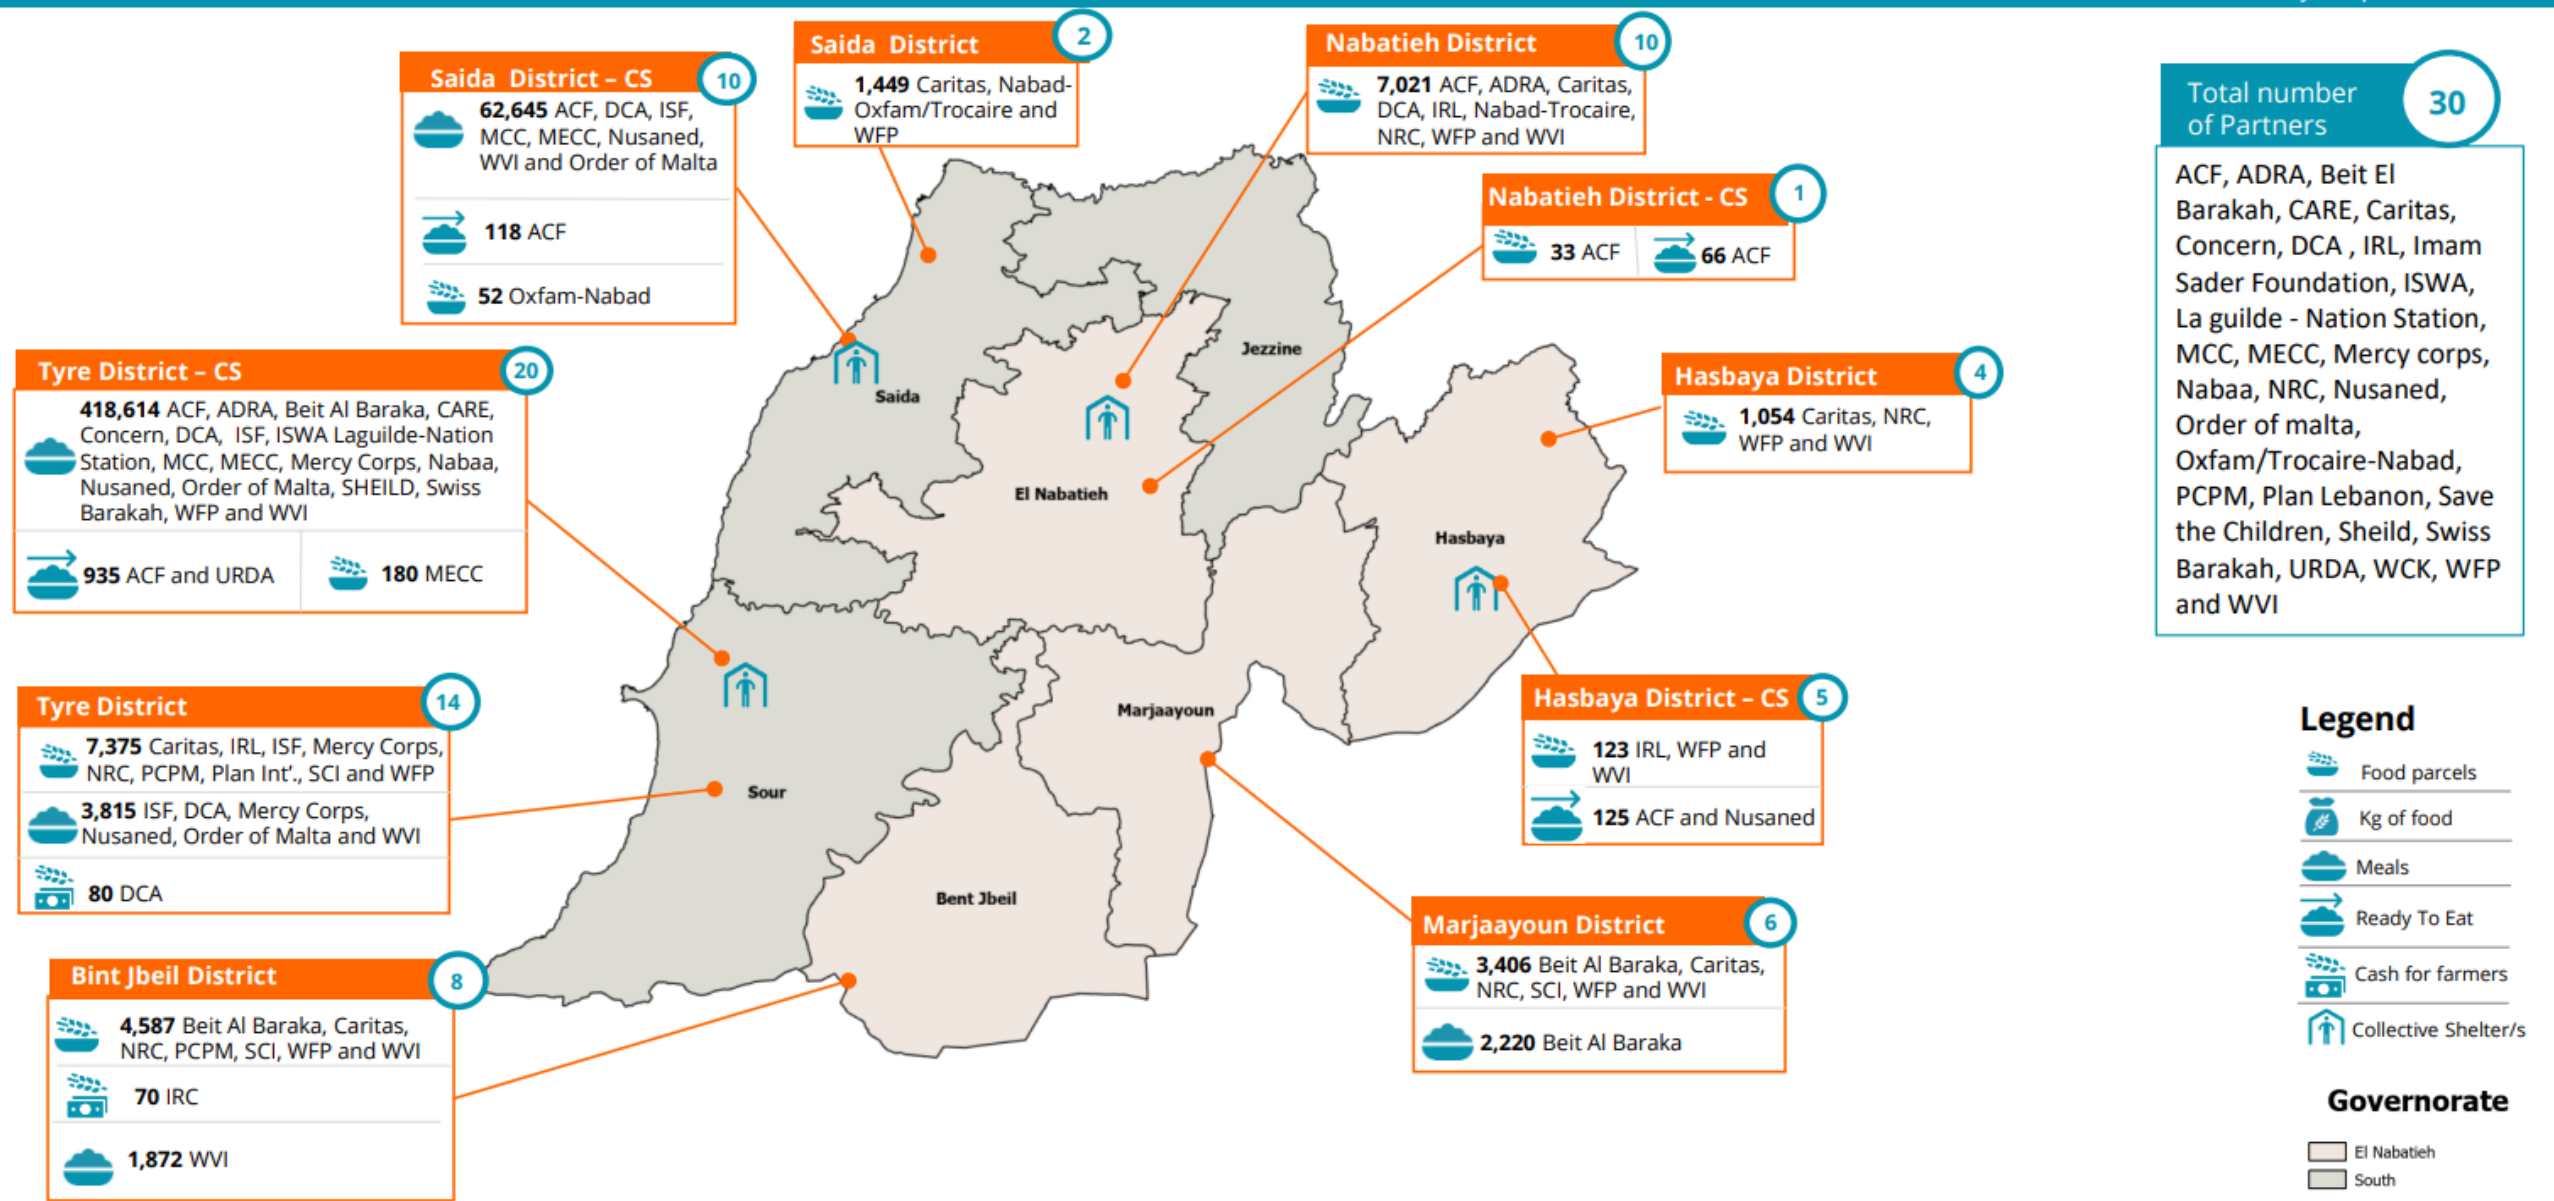 Saida District – CS
10
62,645 ACF, DCA, ISF,
MCC, MECC, Nusaned,
WVI and Order of Malta
118 ACF
52 Oxfam-Nabad
Saida District
2
1,449 Caritas, Nabad-
Oxfam/Trocaire and
WFP
Nabatieh District
10
7,021 ACF, ADRA, Caritas,
DCA, IRL, Nabad-Trocaire,
NRC, WFP and WVI
Nabatieh District - CS
1
33 ACF
66 ACF
Total number
of Partners
30
ACF, ADRA, Beit El
Barakah, CARE, Caritas,
Concern, DCA , IRL, Imam
Sader Foundation, ISWA,
La guilde - Nation Station,
MCC, MECC, Mercy corps,
Nabaa, NRC, Nusaned,
Order of malta,
Oxfam/Trocaire-Nabad,
PCPM, Plan Lebanon, Save
the Children, Sheild, Swiss
Barakah, URDA, WCK, WFP
and WVI
Tyre District – CS
20
418,614 ACF, ADRA, Beit Al Baraka, CARE,
Concern, DCA, ISF, ISWA Laguilde-Nation
Station, MCC, MECC, Mercy Corps, Nabaa,
Nusaned, Order of Malta, SHEILD, Swiss
Barakah, WFP and WVI
935 ACF and URDA
180 MECC
Hasbaya District
4
1,054 Caritas, NRC,
WFP and WVI
Jezzine
Saida
El Nabatieh
Hasbaya
Marjaayoun
Sour
Bent Jbeil
Tyre District
14
7,375 Caritas, IRL, ISF, Mercy Corps,
NRC, PCPM, Plan Int'., SCI and WFP
3,815 ISF, DCA, Mercy Corps,
Nusaned, Order of Malta and WVI
80 DCA
Hasbaya District – CS
5
123 IRL, WFP and
WVI
125 ACF and Nusaned
Marjaayoun District
6
3,406 Beit Al Baraka, Caritas,
NRC, SCI, WFP and WVI
2,220 Beit Al Baraka
Bint Jbeil District
8
4,587 Beit Al Baraka, Caritas,
NRC, PCPM, SCI, WFP and WVI
70 IRC
1,872 WVI
Legend
Food parcels
Kg of food
Meals
Ready To Eat
Cash for farmers
Collective Shelter/s
Governorate
El Nabatieh
South